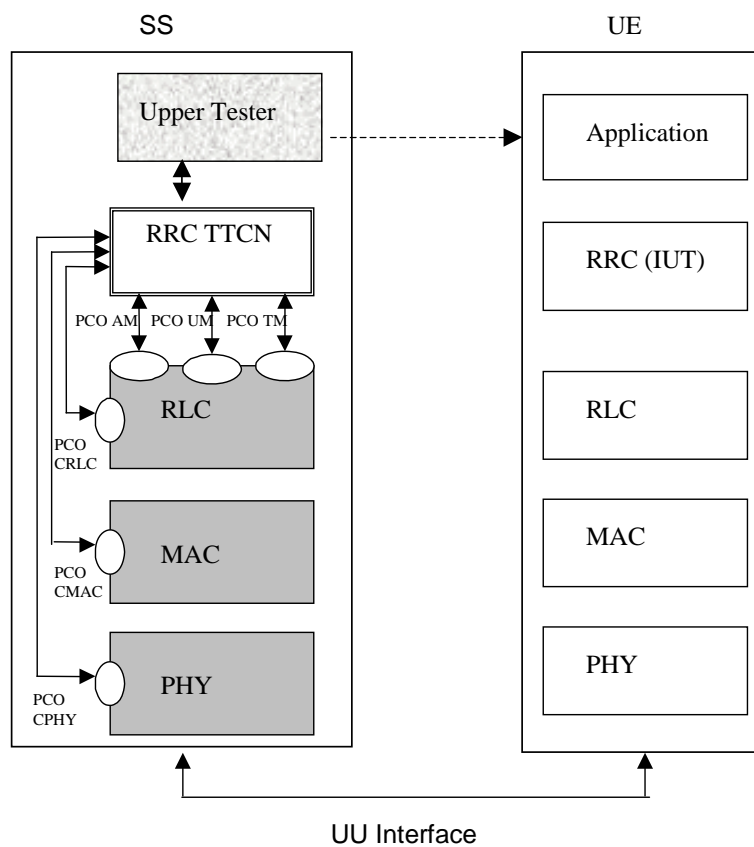 SS
UE
Upper Tester
Application
RRC TTCN
RRC (IUT)
PCO AM
PCO UM
PCO TM
RLC
RLC
PCO
CRLC
MAC
MAC
PCO
CMAC
PHY
PHY
PCO
CPHY
UU Interface